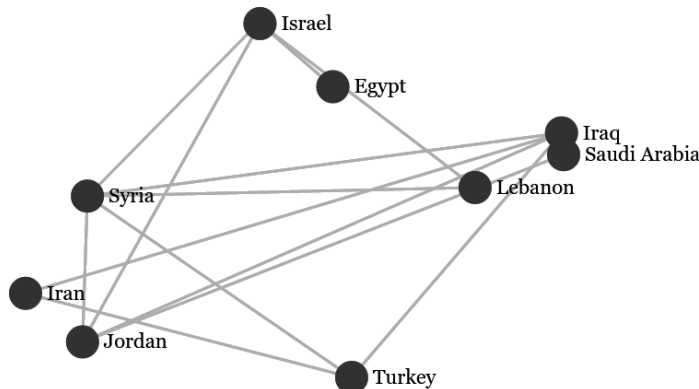 Israel
Egypt
Iraq
Saudi Arabia
Lebanon
Syria
Iran
Jordan
Turkey